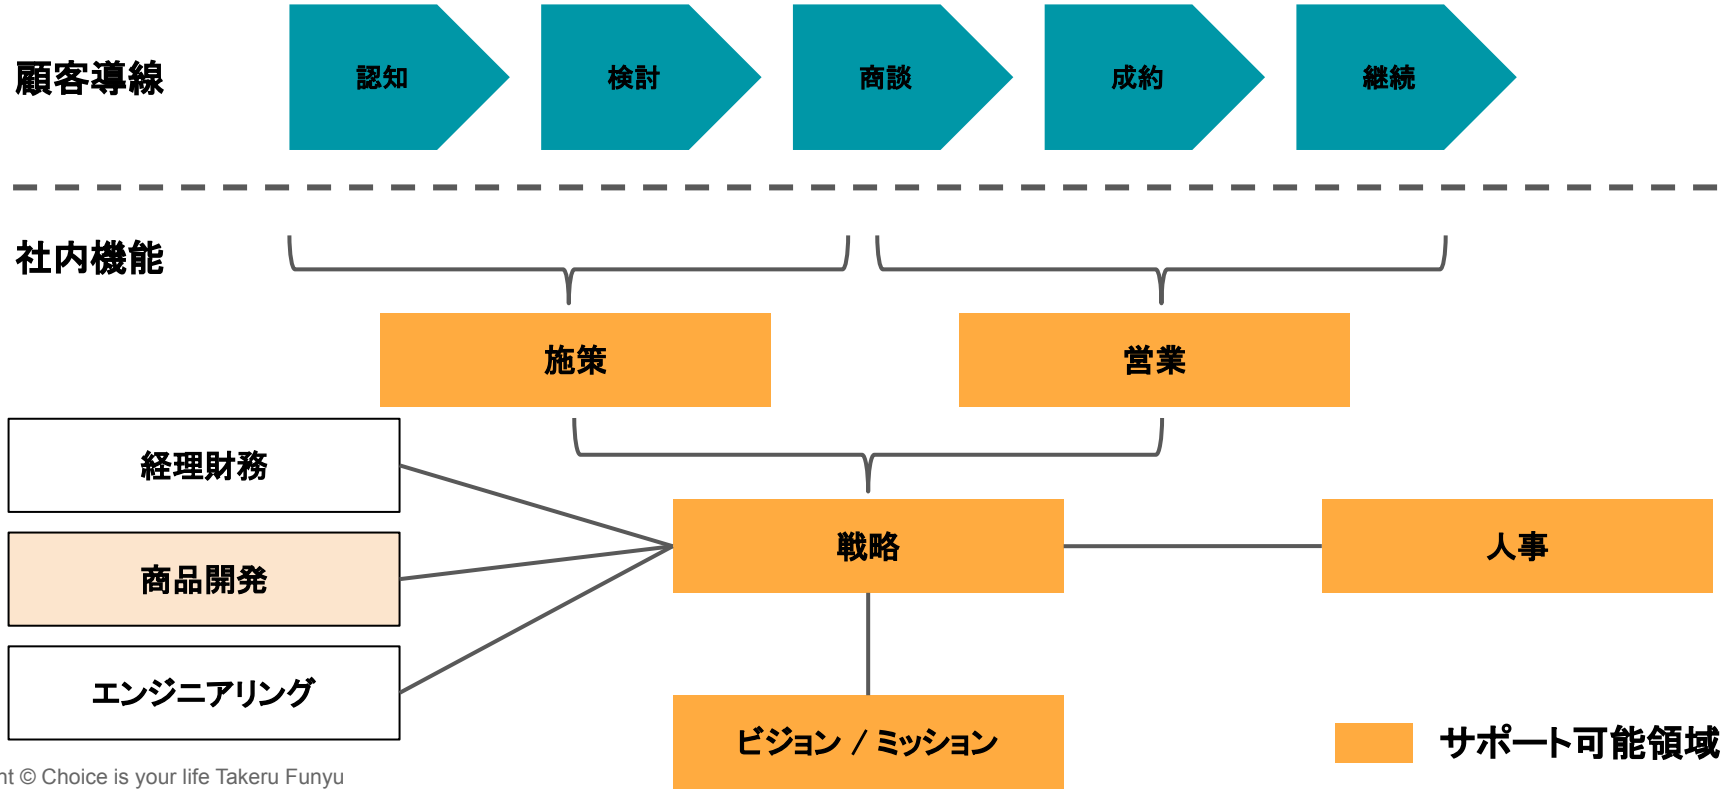 顧客導線
認知
検討
商談
成約
継続
社内機能
施策
営業
経理財務
商品開発
エンジニアリング
戦略
人事
ビジョン / ミッション
サポート可能領域
nt © Choice is your life Takeru Funyu